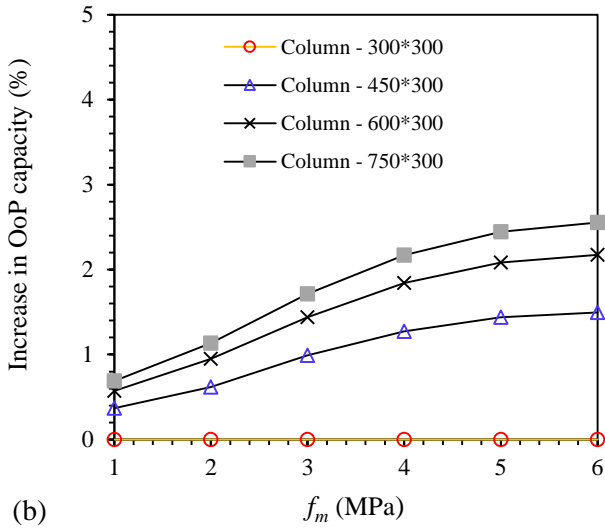 5
4
3
2
1
0
Increase in OoP capacity (%)
Column - 300*300
Column - 450*300
Column - 600*300
Column - 750*300
1 2 3 4 5 6
(b) f_m (MPa)